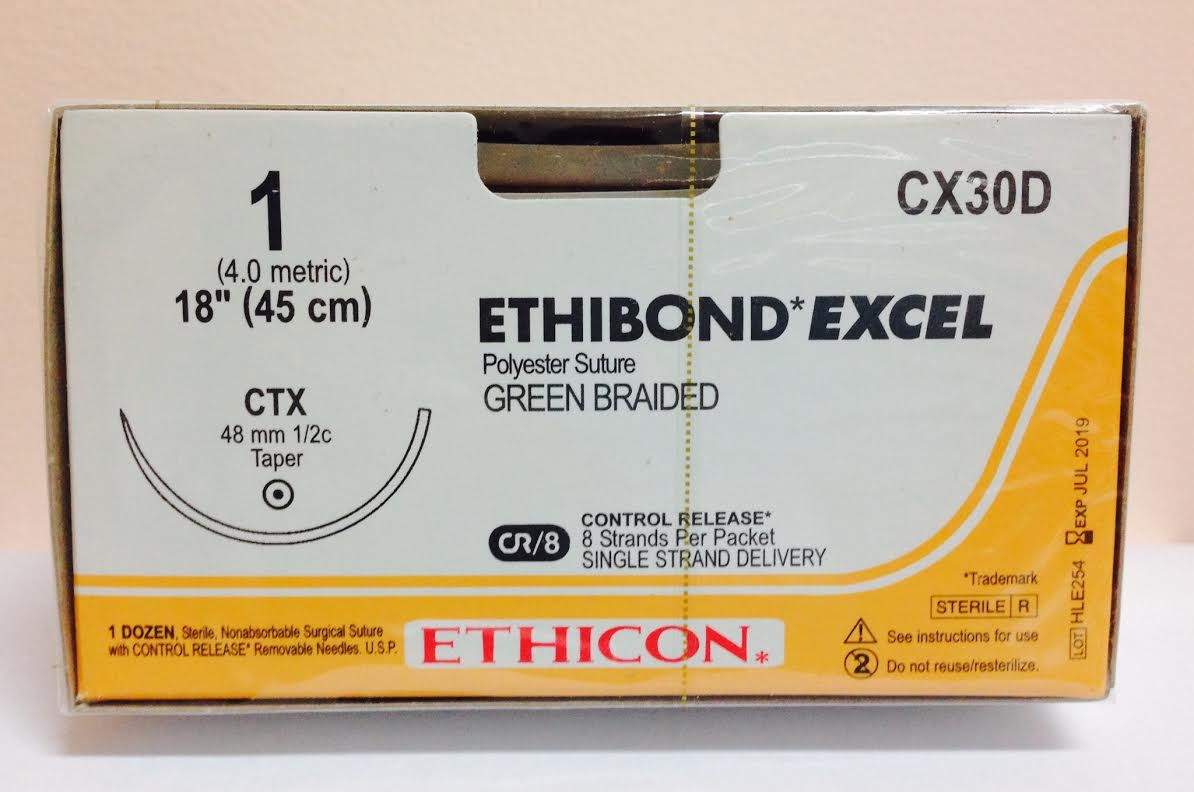 1
(4.0 metric)
18" (45 cm)
CTX
48 mm 1/2c
Taper
CX30D
ETHIBOND*EXCEL
Polyester Suture
GREEN BRAIDED
CR/8
CONTROL RELEASE*
8 Strands Per Packet
SINGLE STRAND DELIVERY
1 DOZEN, Sterile, Nonabsorbable Surgical Suture
with CONTROL RELEASE* Removable Needles. U.S.P.
ETHICON*
*Trademark
STERILE R
See instructions for use
2 Do not reuse/resterilize.
LOT HLE254 EXP JUL 2019